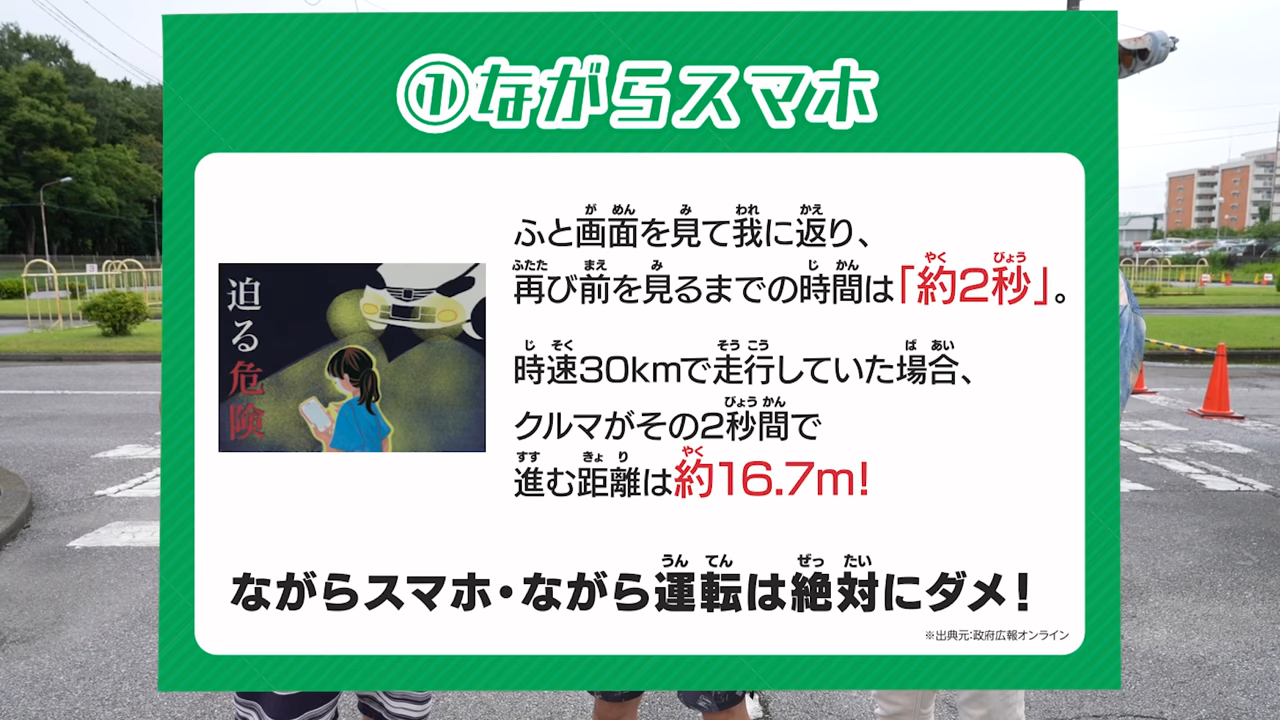 ①ながらスマホ
ふと画面を見て我に返り、
再び前を見るまでの時間は「約2秒」。
時速30kmで走行していた場合、
クルマがその2秒間で
進む距離は約16.7m!
迫る
危険
ながらスマホ・ながら運転は絶対にダメ!
※出典元:政府広報オンライン